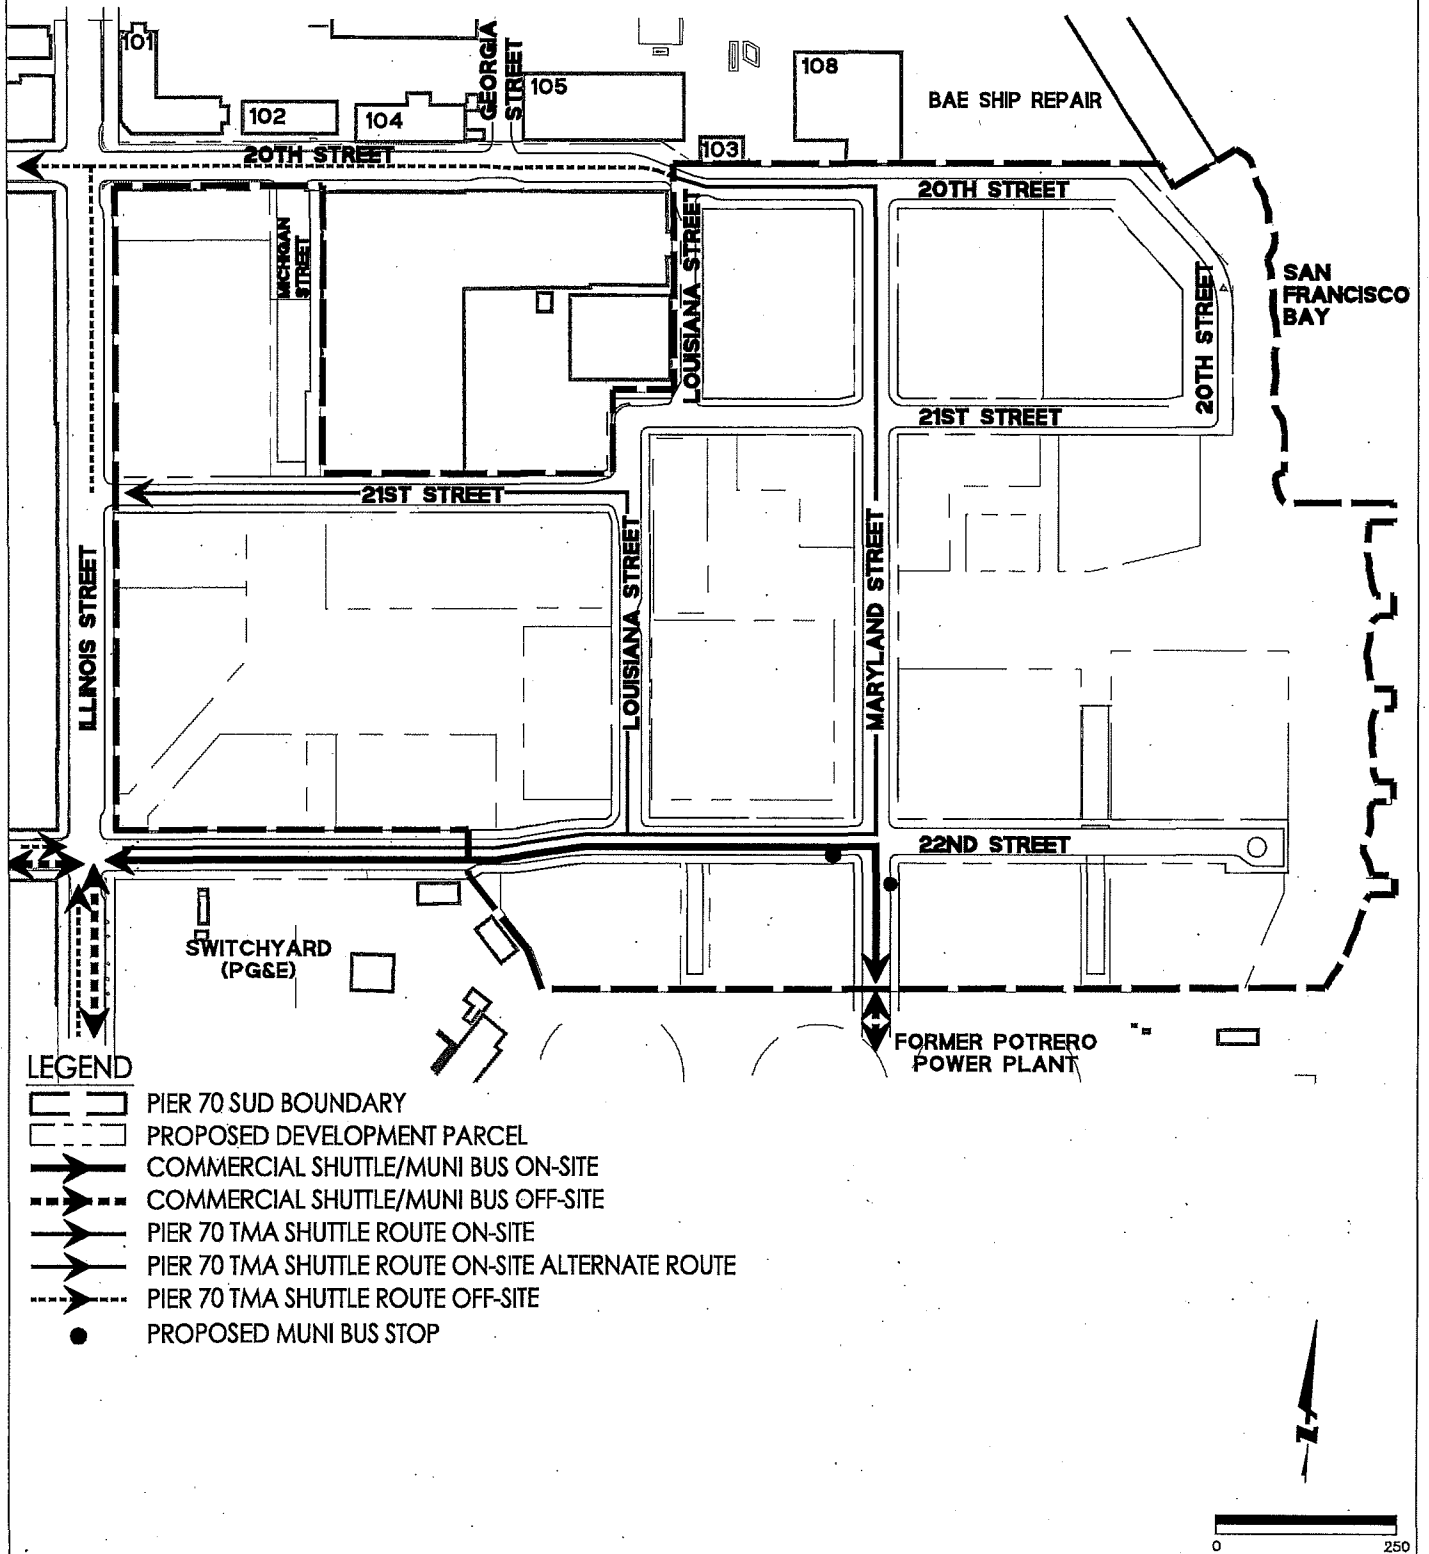 101
102
104
GEORGIA
STREET
105
108
BAE SHIP REPAIR
103
20TH STREET
20TH STREET
MICHIGAN
STREET
LOUISIANA STREET
20TH STREET
SAN
FRANCISCO
BAY
21ST STREET
21ST STREET
ILLINOIS STREET
LOUISIANA STREET
MARYLAND STREET
22ND STREET
SWITCHYARD
(PG&E)
FORMER POTRERO
POWER PLANT
LEGEND
PIER 70 SUD BOUNDARY
PROPOSED DEVELOPMENT PARCEL
COMMERCIAL SHUTTLE/MUNI BUS ON-SITE
COMMERCIAL SHUTTLE/MUNI BUS OFF-SITE
PIER 70 TMA SHUTTLE ROUTE ON-SITE
PIER 70 TMA SHUTTLE ROUTE ON-SITE ALTERNATE ROUTE
PIER 70 TMA SHUTTLE ROUTE OFF-SITE
PROPOSED MUNI BUS STOP
N
0 250